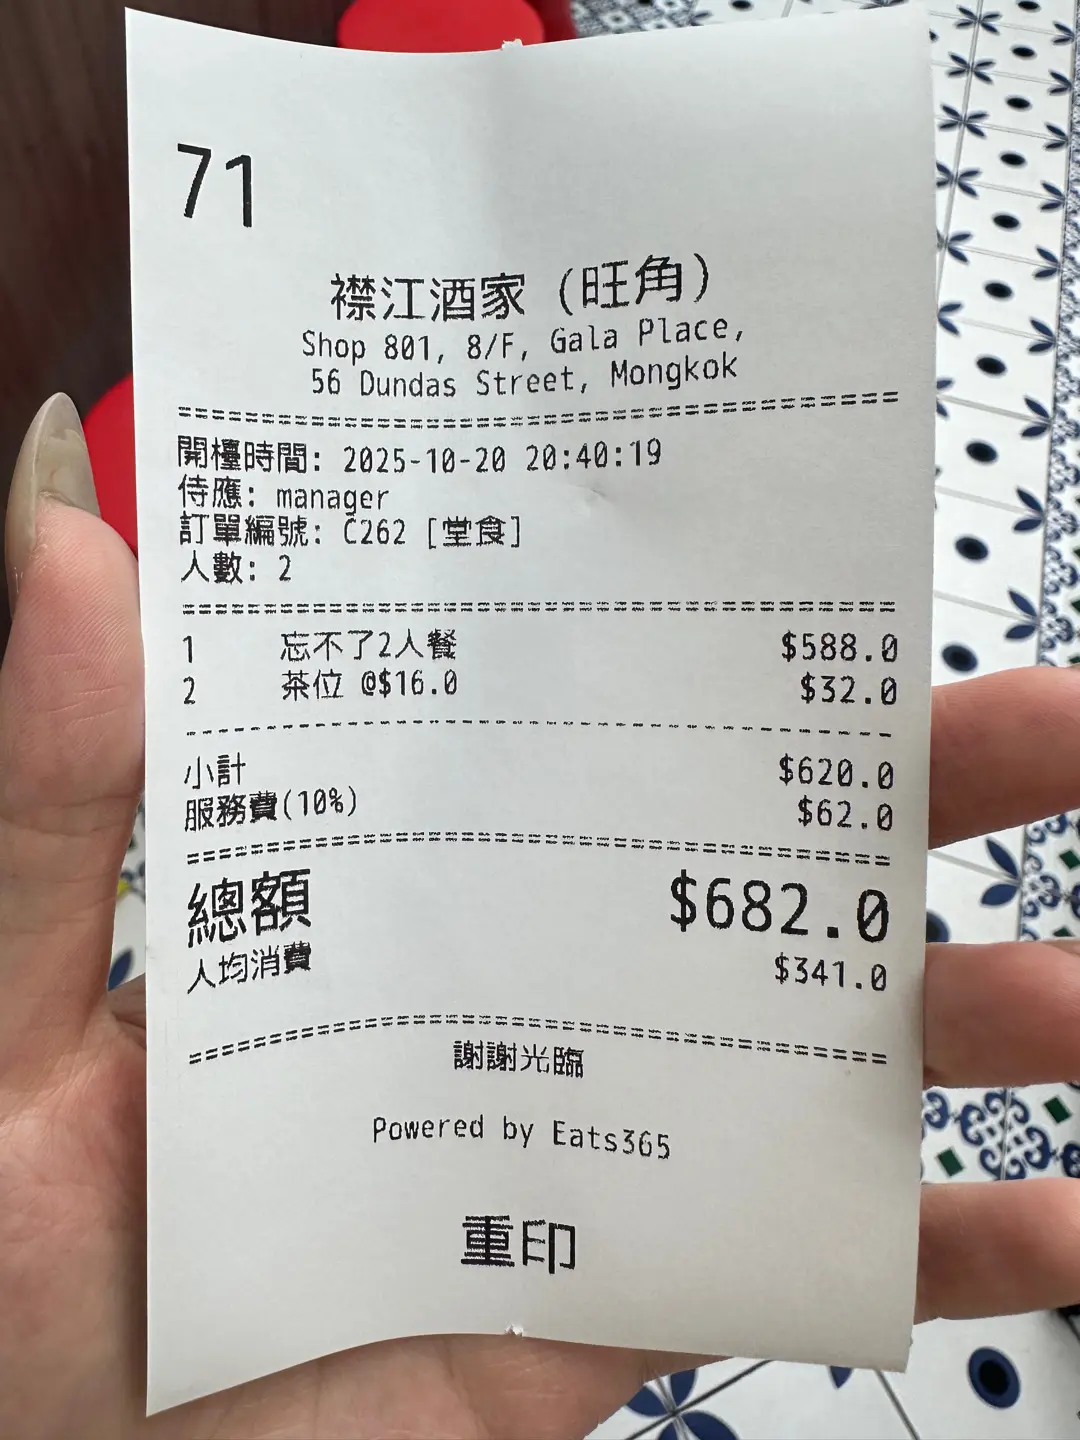 71
襟江酒家 (旺角)
Shop 801, 8/F, Gala Place,
56 Dundas Street, Mongkok
開檯時間: 2025-10-20 20:40:19
侍應: manager
訂單編號: C262 [堂食]
人數: 2
1 忘不了2人餐 $588.0
2 茶位 @$16.0 $32.0
小計 $620.0
服務費(10%) $62.0
總額 $682.0
人均消費 $341.0
謝謝光臨
Powered by Eats365
重印